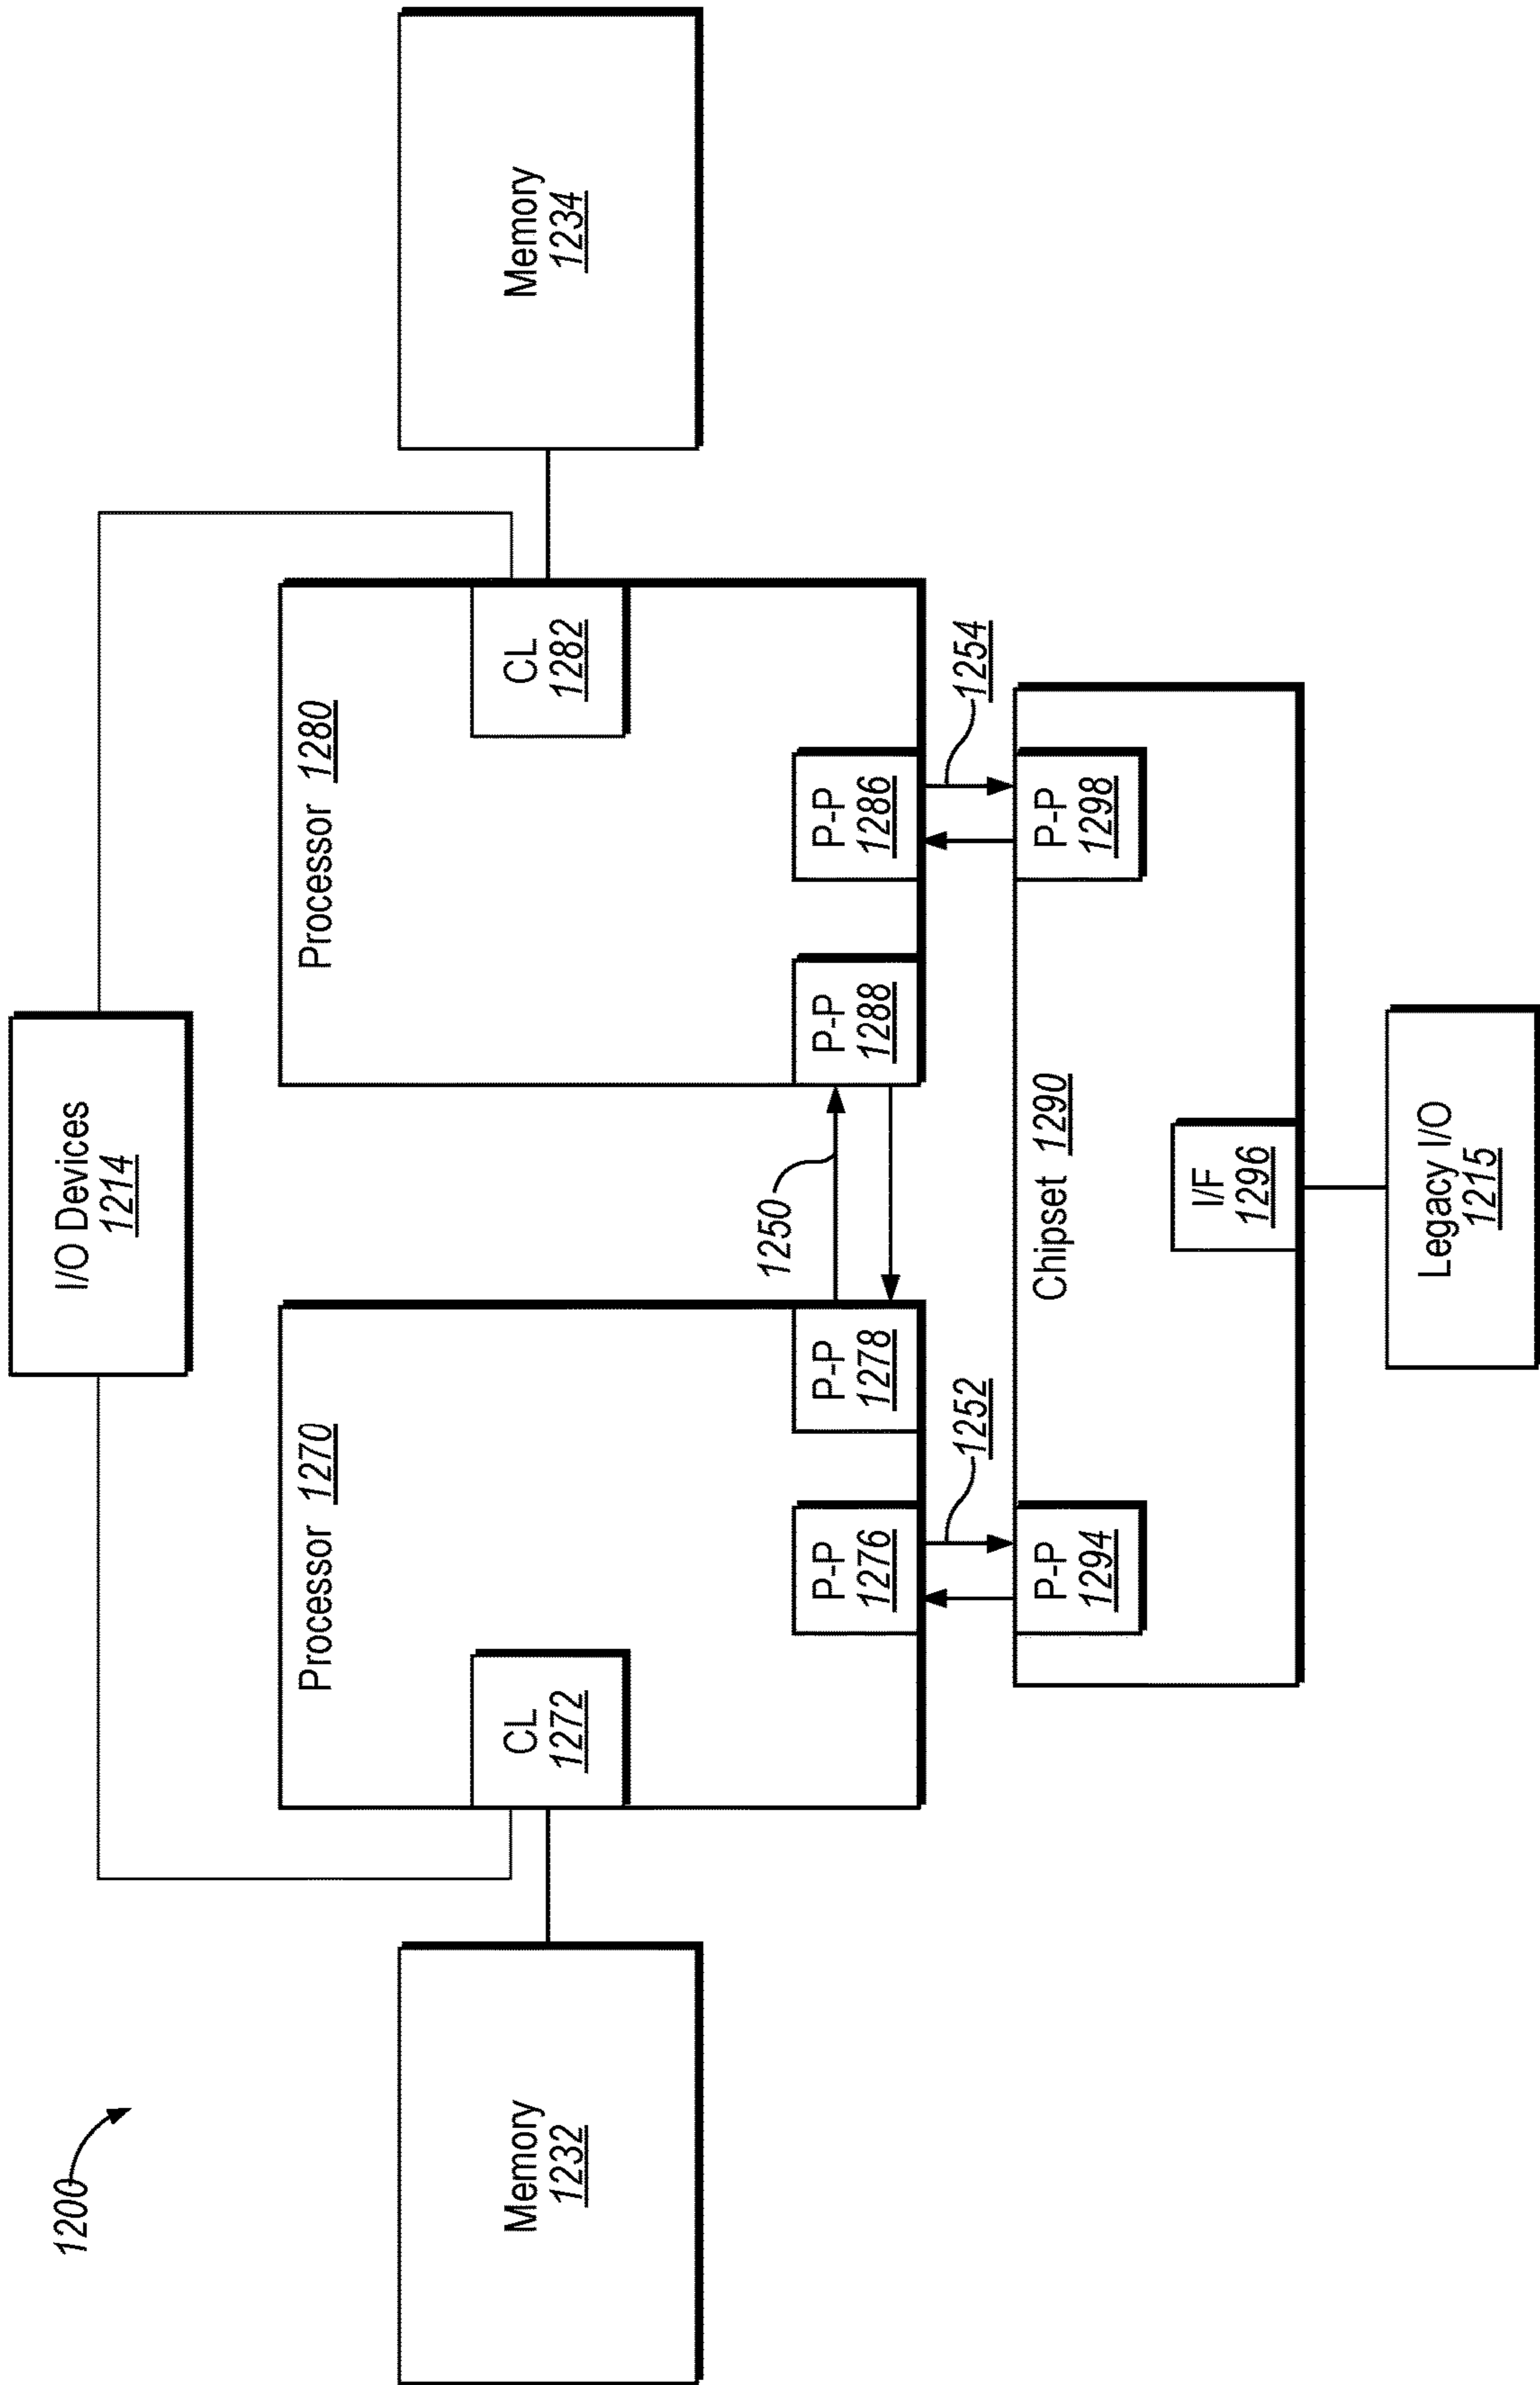 1200
I/O Devices
1214
Memory
1232
Processor 1270
CL
1272
P-P
1276
P-P
1278
1250
Processor 1280
CL
1282
P-P
1288
P-P
1286
Memory
1234
1252
1254
P-P
1294
Chipset 1290
P-P
1298
I/F
1296
Legacy I/O
1215